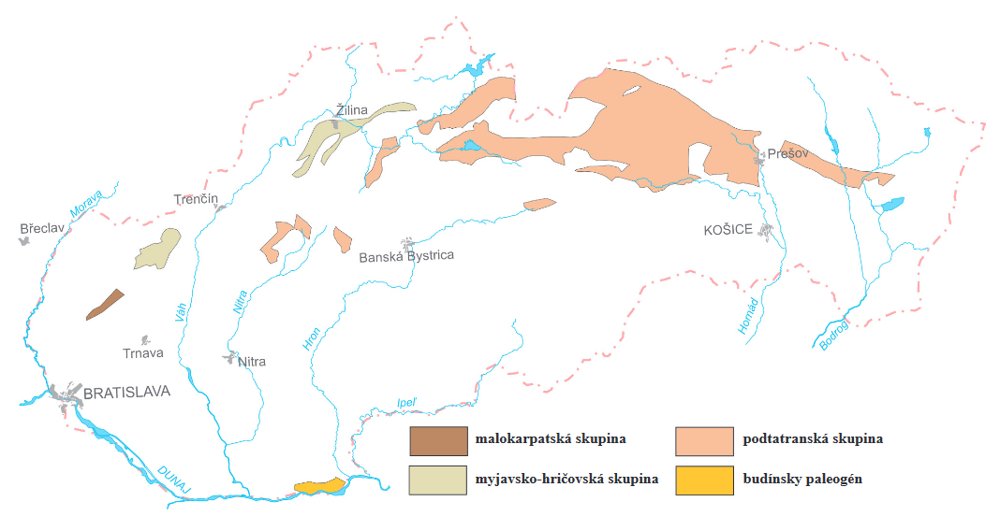 Žilina
Prešov
Trenčín
Morava
Břeclav
KOŠICE
Banská Bystrica
Váh
Nitra
Hron
Hornád
Bodrog
Trnava
Nitra
BRATISLAVA
Ipeľ
DUNAJ
malokarpatská skupina
podtatranská skupina
myjavsko-hričovská skupina
budínsky paleogén